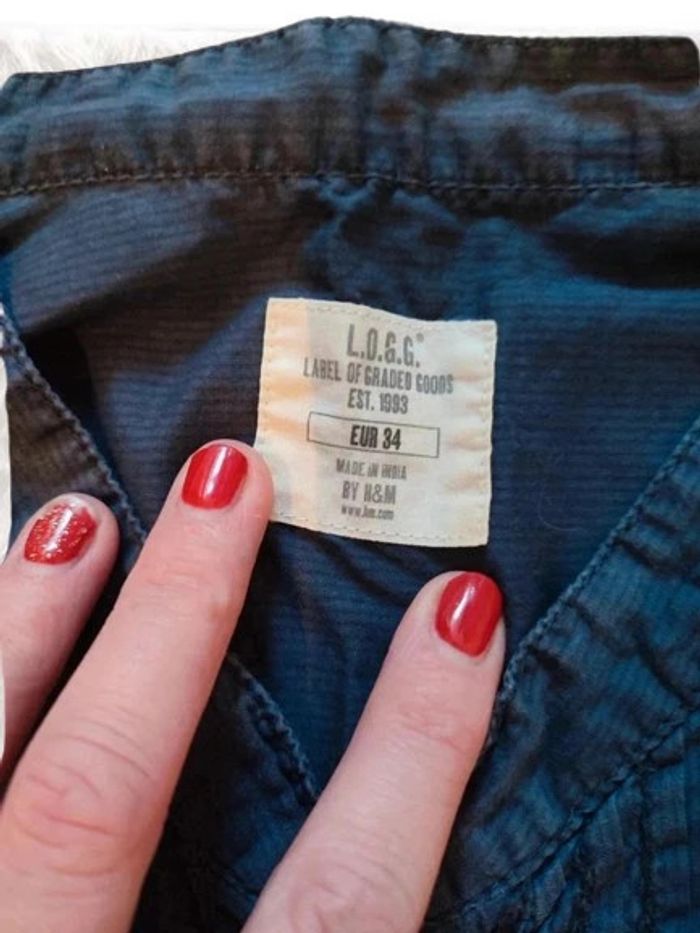 L.O.G.G.®
LABEL OF GRADED GOODS
EST. 1993
EUR 34
MADE IN INDIA
BY H&M
www.hm.com